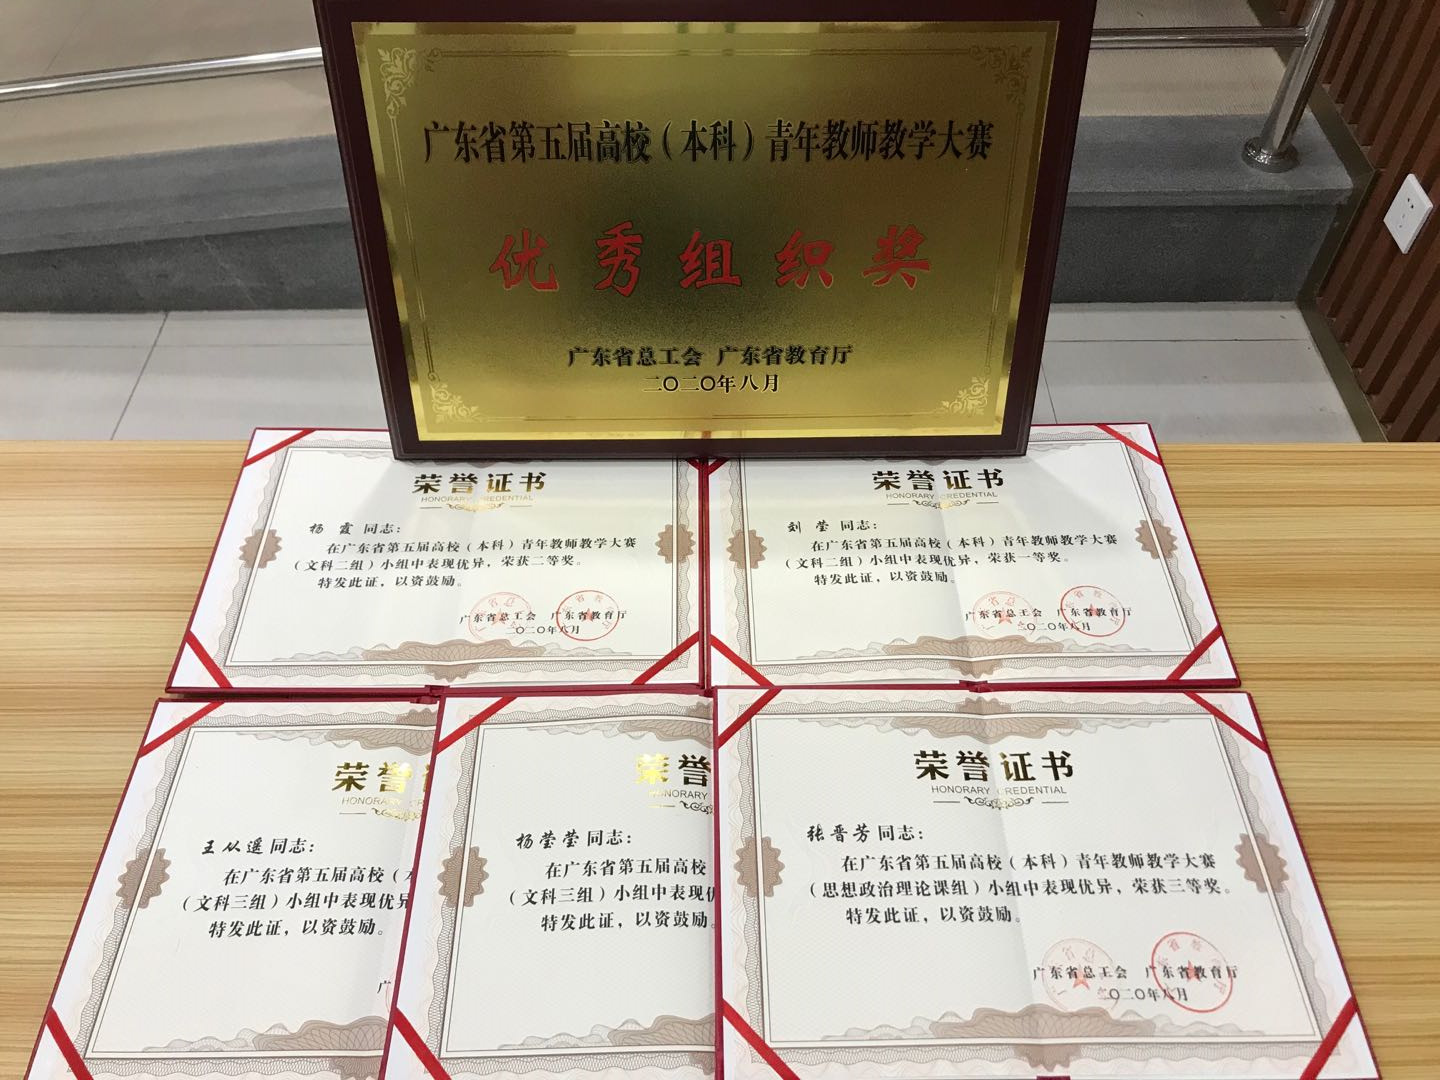 广东省第五届高校（本科）青年教师教学大赛
优秀组织奖
广东省总工会 广东省教育厅
二〇二〇年八月
荣誉证书
HONORARY CREDENTIAL
杨霞 同志：
在广东省第五届高校（本科）青年教师教学大赛
（文科二组）小组中表现优异，荣获二等奖。
特发此证，以资鼓励。
广东省总工会 广东省教育厅
二〇二〇年八月
荣誉证书
HONORARY CREDENTIAL
刘莹 同志：
在广东省第五届高校（本科）青年教师教学大赛
（文科二组）小组中表现优异，荣获一等奖。
特发此证，以资鼓励。
广东省总工会 广东省教育厅
二〇二〇年八月
荣誉
HONORARY CR
王从遥 同志：
在广东省第五届高校（
（文科三组）小组中表现优异
特发此证，以资鼓励。
广
荣誉
HONORARY
杨莹莹 同志：
在广东省第五届高校
（文科三组）小组中表现优
特发此证，以资鼓励
荣誉证书
HONORARY CREDENTIAL
张晋芳 同志：
在广东省第五届高校（本科）青年教师教学大赛
（思想政治理论课组）小组中表现优异，荣获三等奖。
特发此证，以资鼓励。
广东省总工会 广东省教育厅
二〇二〇年八月